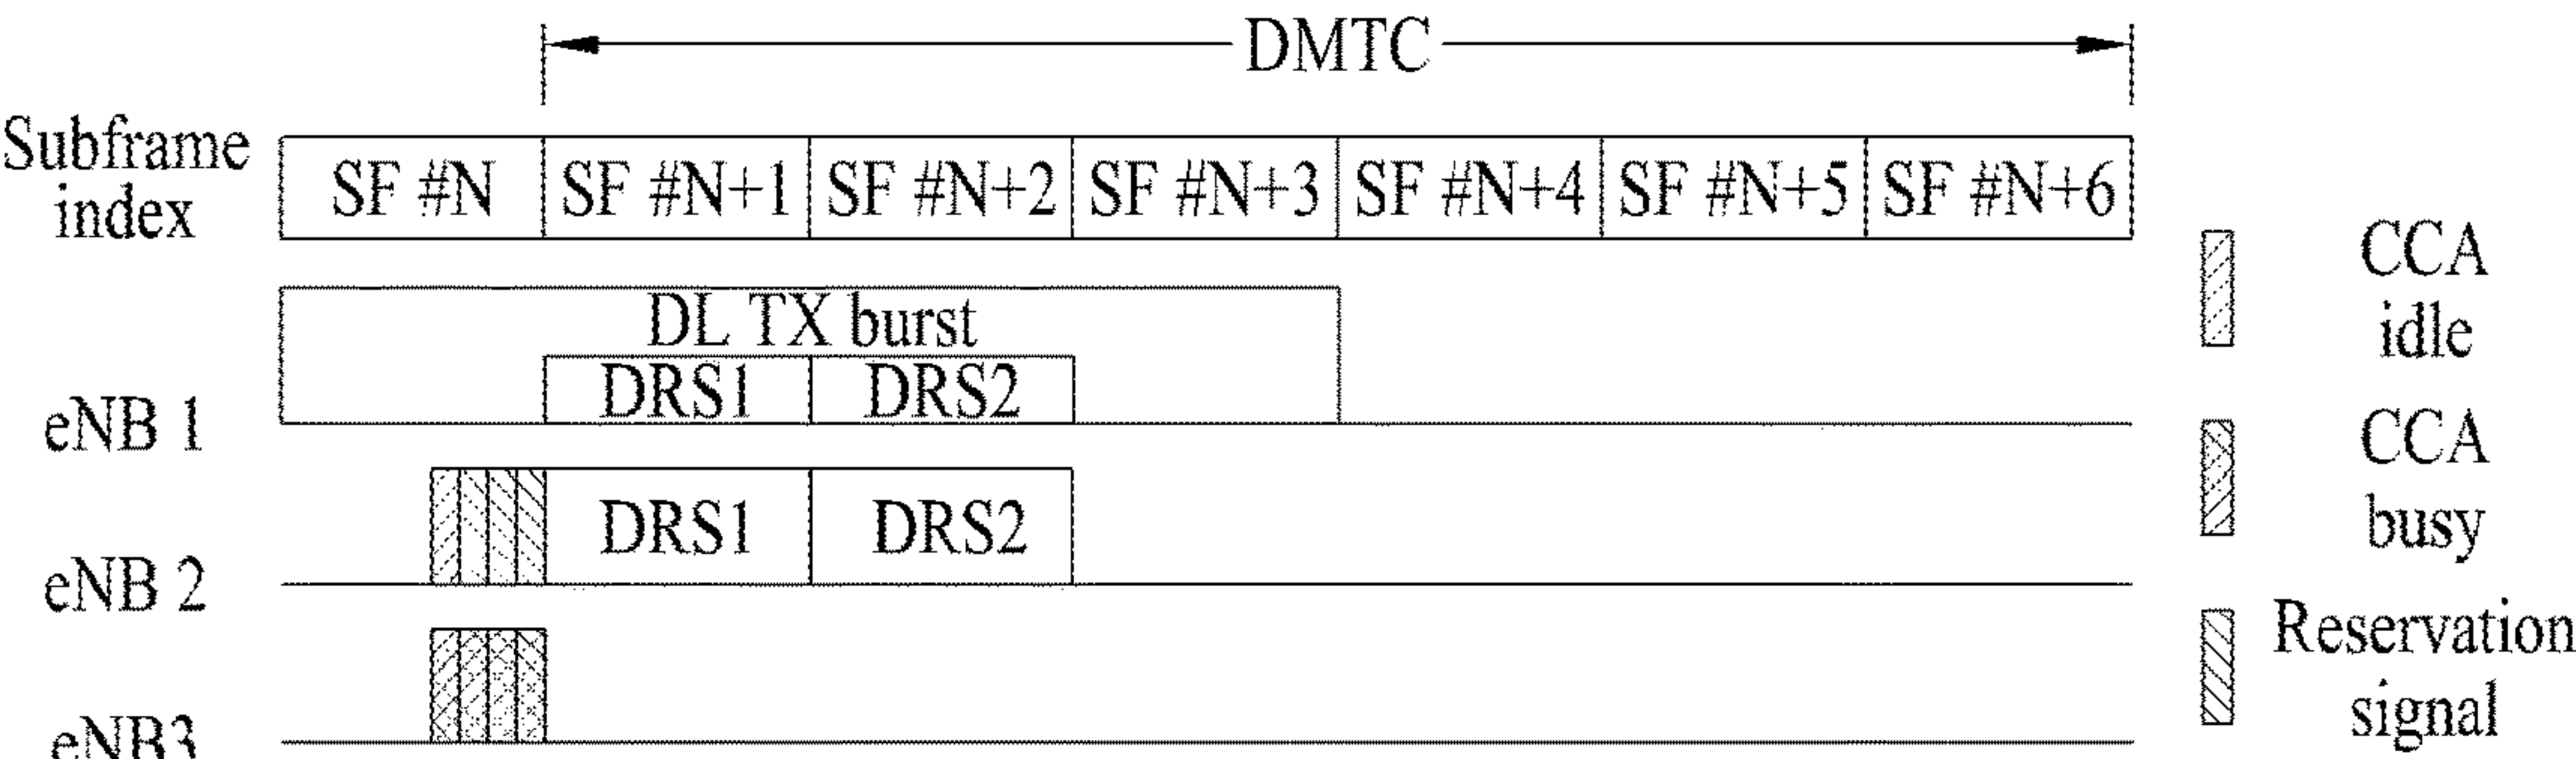 DMTC
Subframe
index
SF #N SF #N+1 SF #N+2 SF #N+3 SF #N+4 SF #N+5 SF #N+6
CCA
idle
DL TX burst
DRS1 DRS2
eNB 1
CCA
busy
DRS1 DRS2
eNB 2
Reservation
signal
eNB3